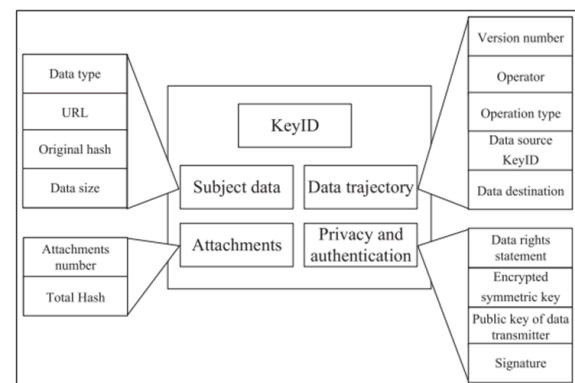 Data type
URL
Original hash
Data size
Attachments
number
Total Hash
KeyID
Subject data
Data trajectory
Attachments
Privacy and
authentication
Version number
Operator
Operation type
Data source
KeyID
Data destination
Data rights
statement
Encrypted
symmetric key
Public key of data
transmitter
Signature